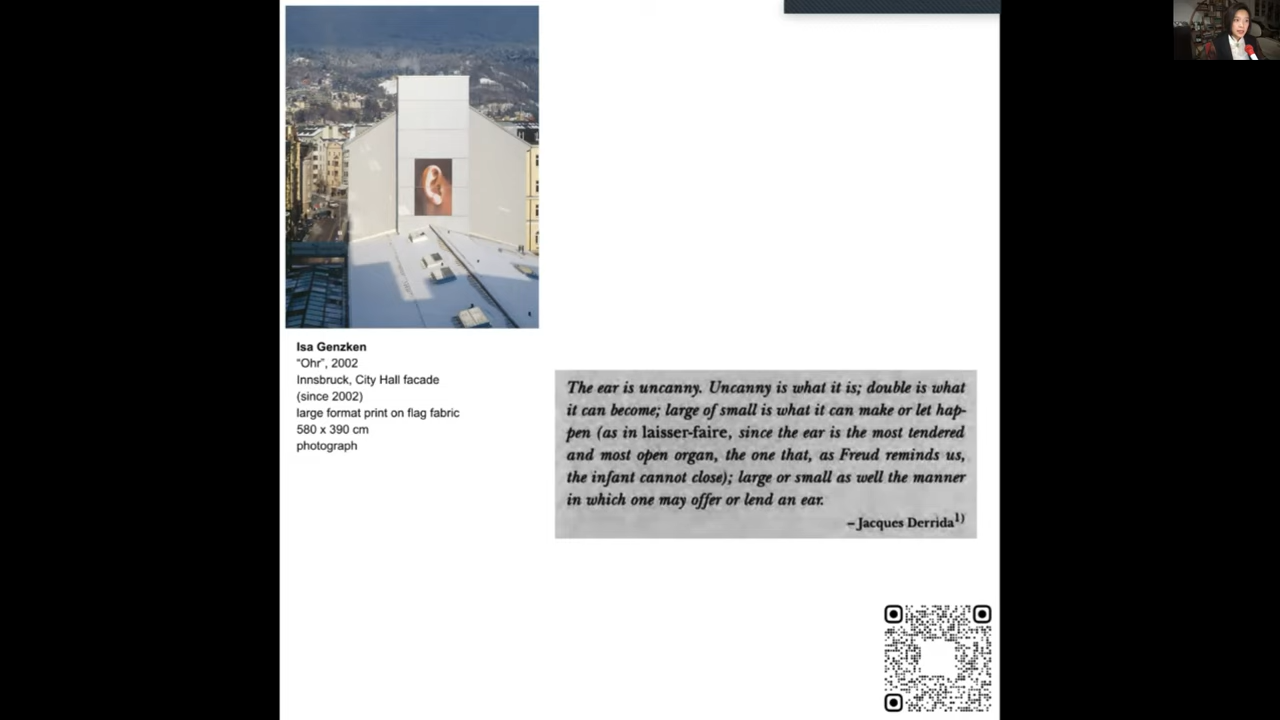 Isa Genzken
“Ohr”, 2002
Innsbruck, City Hall facade
(since 2002)
large format print on flag fabric
580 x 390 cm
photograph
The ear is uncanny. Uncanny is what it is; double is what
it can become; large of small is what it can make or let hap-
pen (as in laisser-faire, since the ear is the most tendered
and most open organ, the one that, as Freud reminds us,
the infant cannot close); large or small as well the manner
in which one may offer or lend an ear.
– Jacques Derrida1)